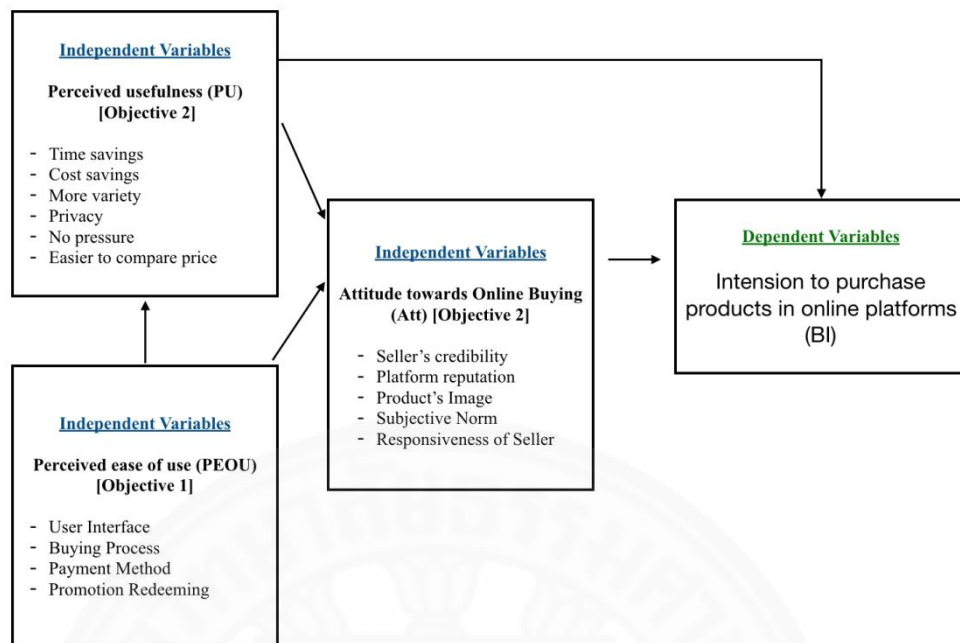 Independent Variables
Perceived usefulness (PU)
[Objective 2]
- Time savings
- Cost savings
- More variety
- Privacy
- No pressure
- Easier to compare price
Independent Variables
Perceived ease of use (PEOU)
[Objective 1]
- User Interface
- Buying Process
- Payment Method
- Promotion Redeeming
Independent Variables
Attitude towards Online Buying
(Att) [Objective 2]
- Seller's credibility
- Platform reputation
- Product's Image
- Subjective Norm
- Responsiveness of Seller
Dependent Variables
Intension to purchase
products in online platforms
(BI)